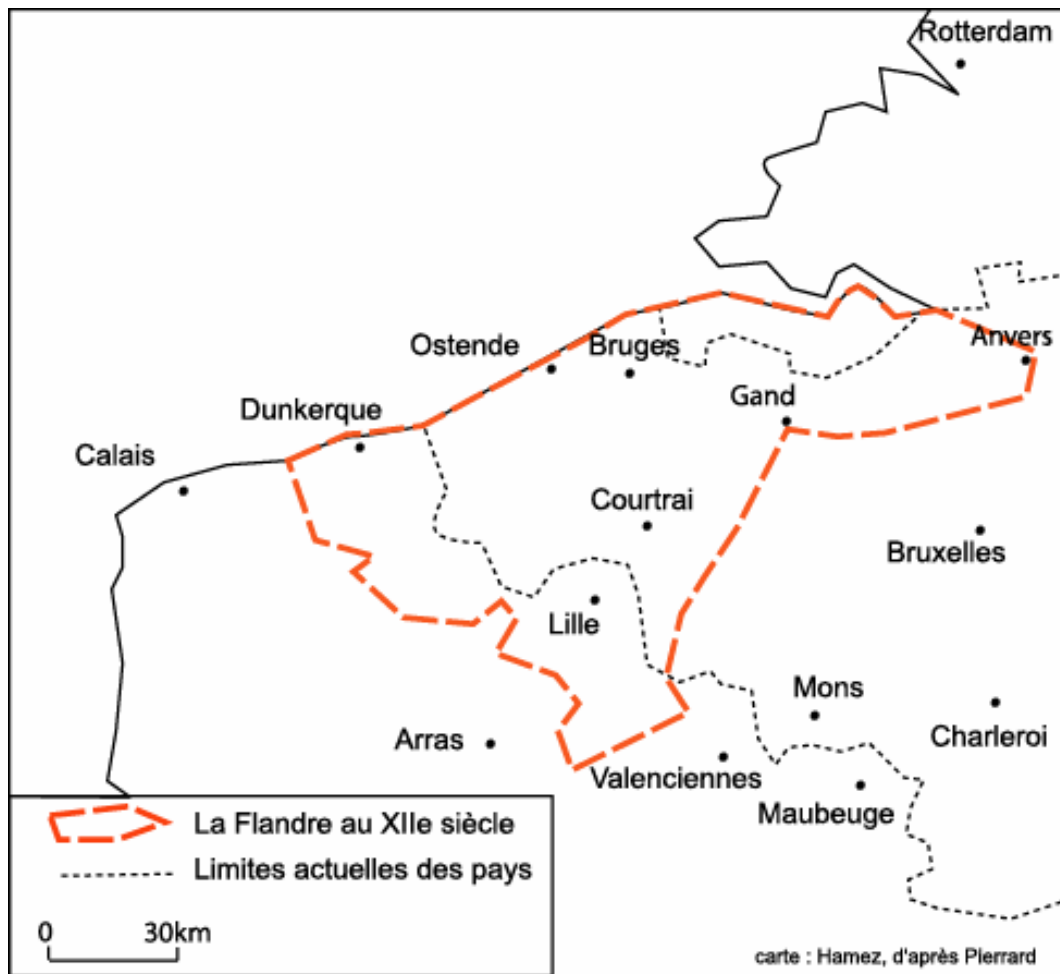 Rotterdam
Ostende
Bruges
Anvers
Dunkerque
Gand
Calais
Courtrai
Bruxelles
Lille
Mons
Arras
Charleroi
Valenciennes
Maubeuge
La Flandre au XIIe siècle
Limites actuelles des pays
0 30km
carte : Hamez, d'après Pierrard